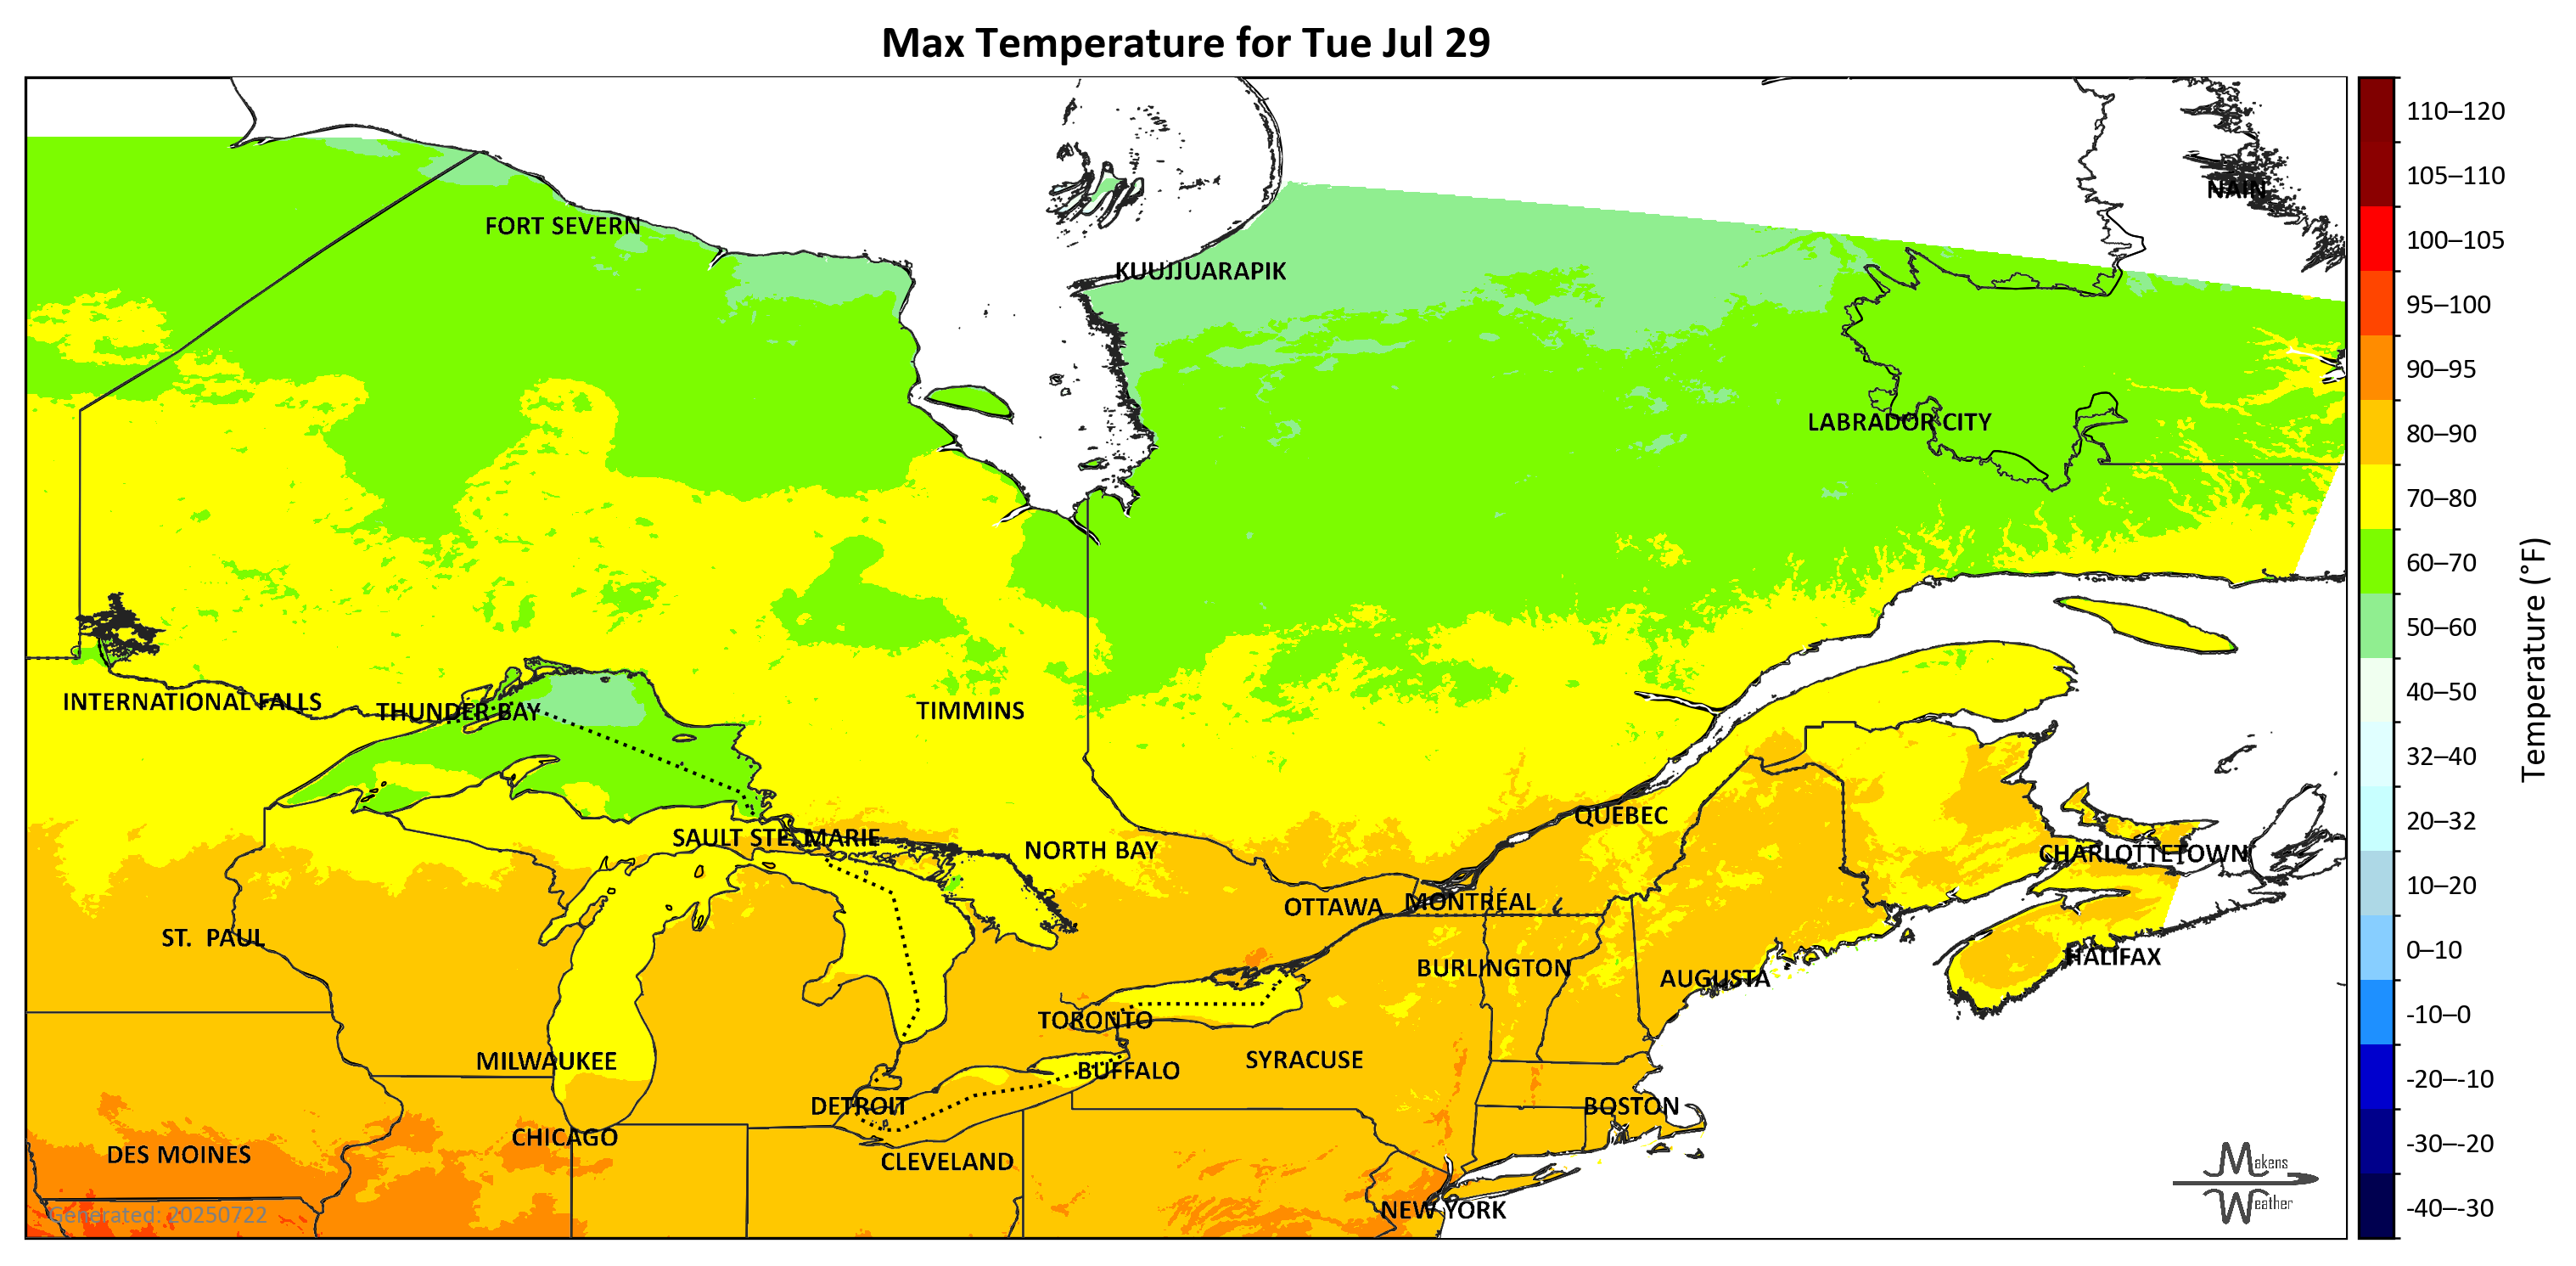 Max Temperature for Tue Jul 29
NAIN
FORT SEVERN
KUUJJUARAPIK
LABRADOR CITY
INTERNATIONAL FALLS
THUNDER BAY
TIMMINS
QUEBEC
SAULT STE. MARIE
NORTH BAY
CHARLOTTETOWN
OTTAWA
MONTRÉAL
ST. PAUL
HALIFAX
BURLINGTON
AUGUSTA
TORONTO
MILWAUKEE
BUFFALO
SYRACUSE
DETROIT
BOSTON
CHICAGO
DES MOINES
CLEVELAND
NEW YORK
Generated: 20250722
Makens
Weather
110–120
105–110
100–105
95–100
90–95
80–90
70–80
60–70
50–60
40–50
32–40
20–32
10–20
0–10
-10–0
-20–-10
-30–-20
-40–-30
Temperature (°F)